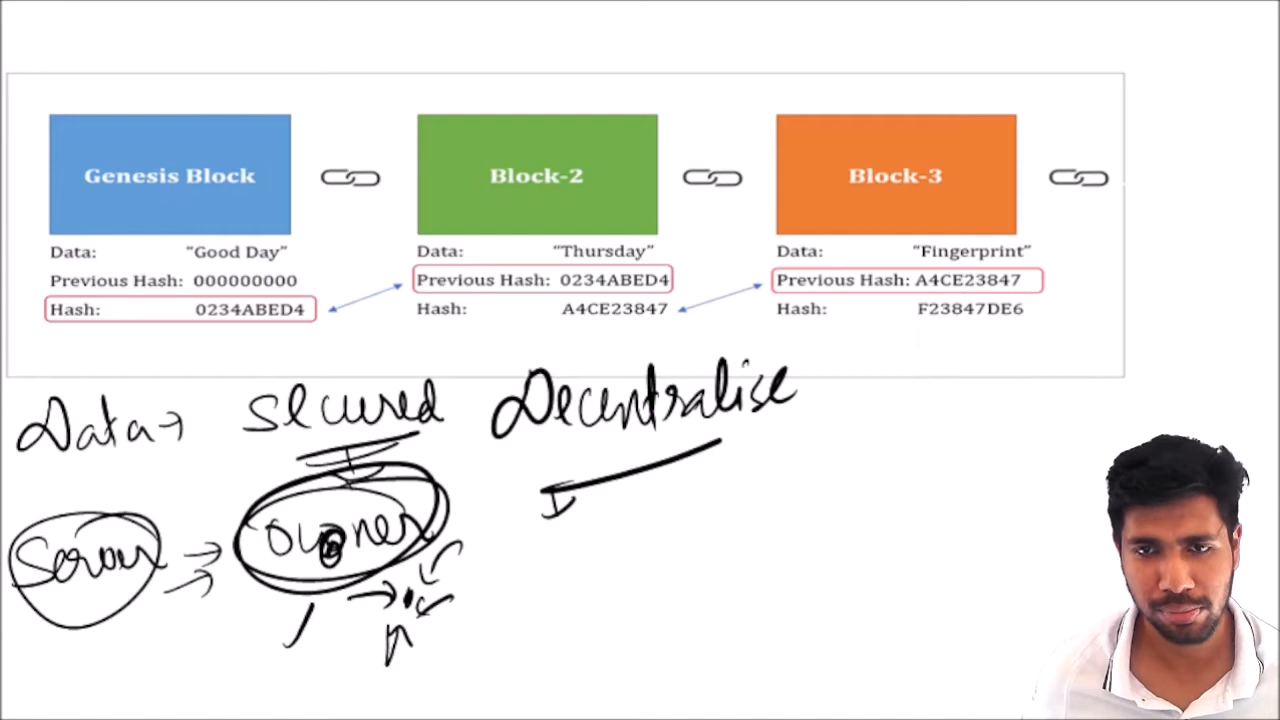 Genesis Block Block-2 Block-3
Data: “Good Day” Data: “Thursday” Data: “Fingerprint”
Previous Hash: 000000000 Previous Hash: 0234ABED4 Previous Hash: A4CE23847
Hash: 0234ABED4 Hash: A4CE23847 Hash: F23847DE6
Data → Secured Decentralise
Server owner